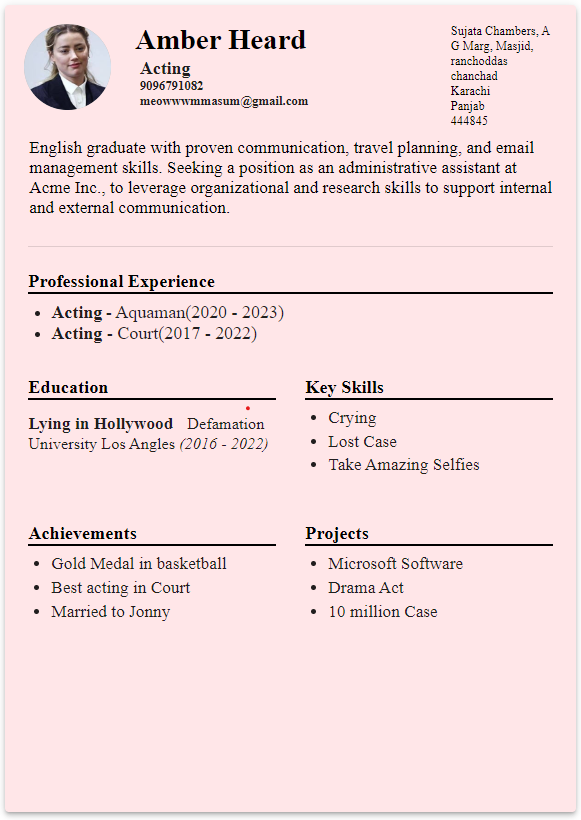 Amber Heard
Acting
9096791082
meowwwmmasum@gmail.com
Sujata Chambers, A
G Marg, Masjid,
ranchoddas
chanchad
Karachi
Panjab
444845
English graduate with proven communication, travel planning, and email
management skills. Seeking a position as an administrative assistant at
Acme Inc., to leverage organizational and research skills to support internal
and external communication.
Professional Experience
• Acting - Aquaman(2020 - 2023)
• Acting - Court(2017 - 2022)
Education
Lying in Hollywood Defamation
University Los Angles (2016 - 2022)
Key Skills
• Crying
• Lost Case
• Take Amazing Selfies
Achievements
• Gold Medal in basketball
• Best acting in Court
• Married to Jonny
Projects
• Microsoft Software
• Drama Act
• 10 million Case